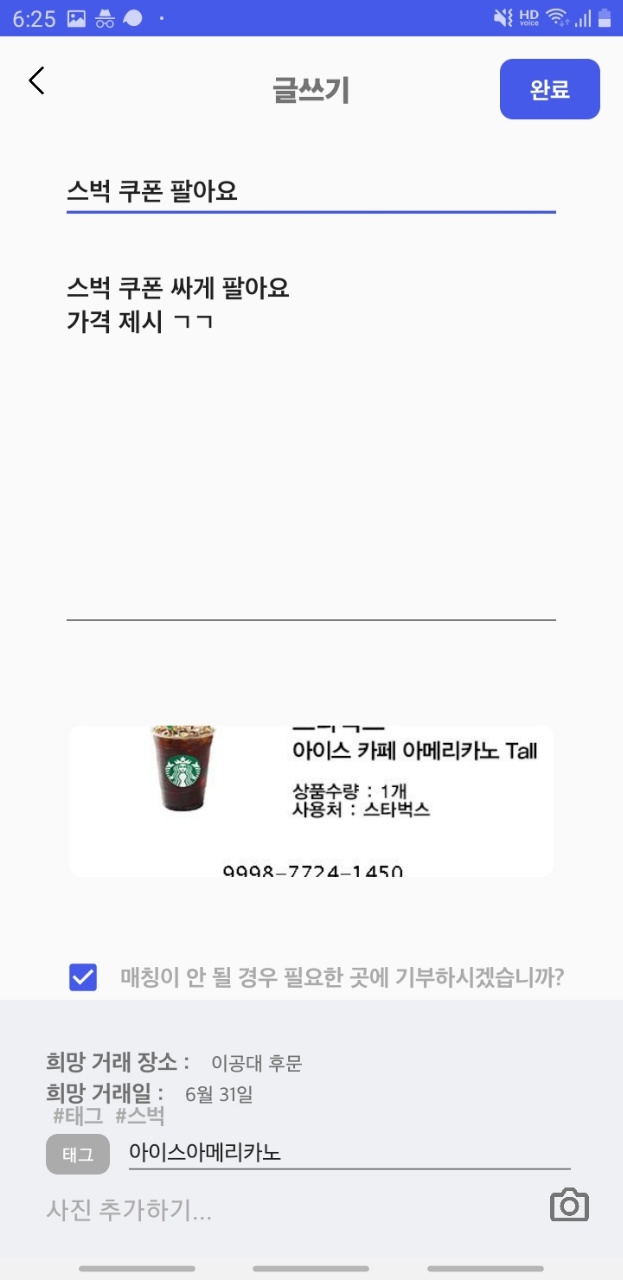 6:25
HD
voice
글쓰기
완료
스벅 쿠폰 팔아요
스벅 쿠폰 싸게 팔아요
가격 제시 ㄱㄱ
아이스 카페 아메리카노 Tall
상품수량 : 1개
사용처 : 스타벅스
9998-7724-1450
매칭이 안 될 경우 필요한 곳에 기부하시겠습니까?
희망 거래 장소 : 이공대 후문
희망 거래일 : 6월 31일
#태그 #스벅
태그 아이스아메리카노
사진 추가하기...